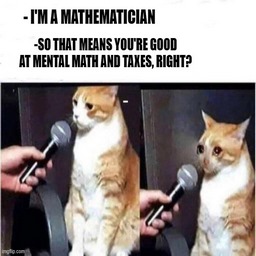 - I'M A MATHEMATICIAN
-SO THAT MEANS YOU'RE GOOD
AT MENTAL MATH AND TAXES, RIGHT?
-
imgflip.com